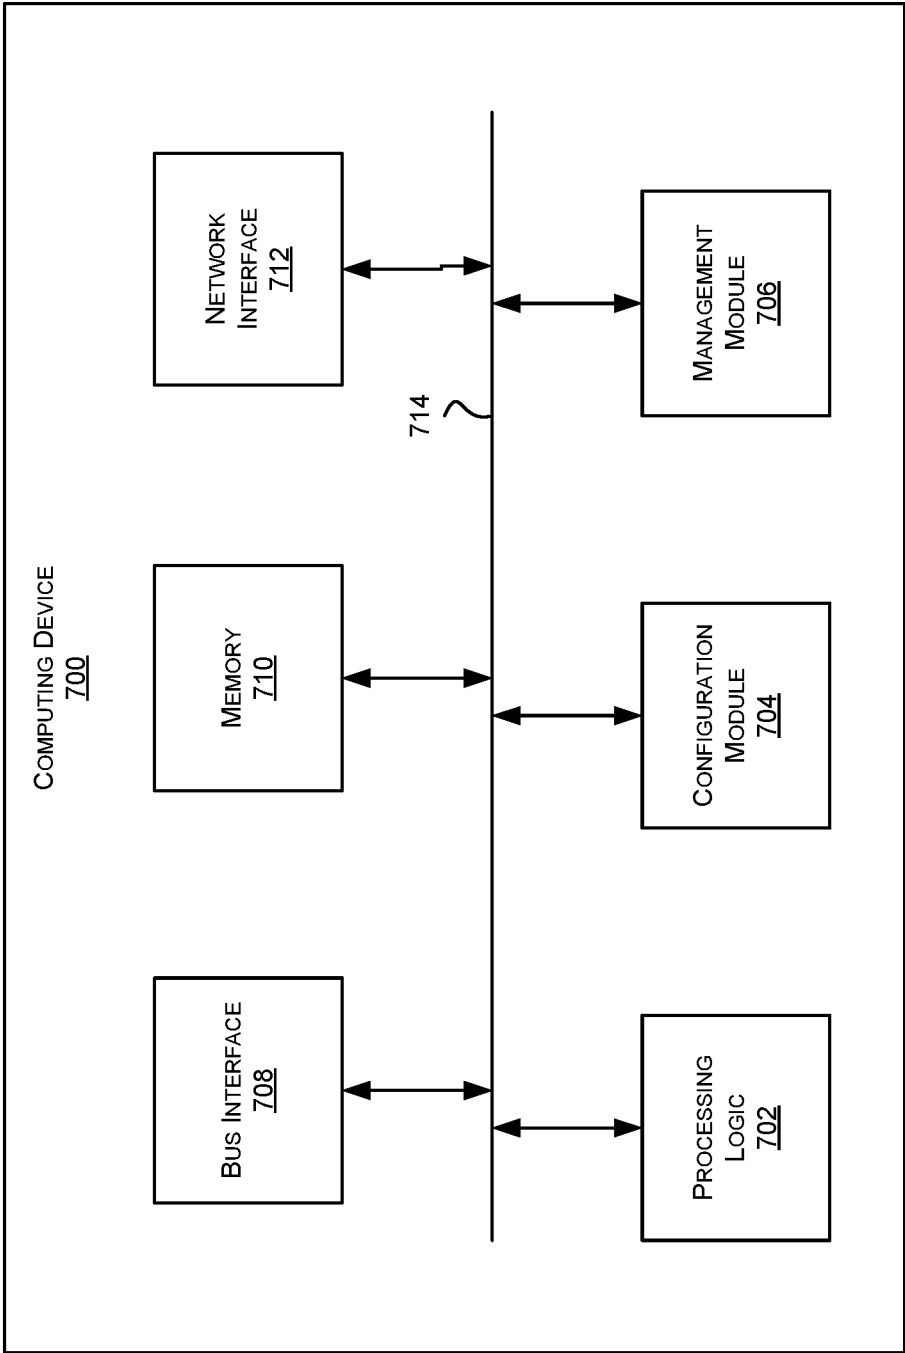 COMPUTING DEVICE
700
BUS INTERFACE
708
MEMORY
710
NETWORK
INTERFACE
712
714
PROCESSING
LOGIC
702
CONFIGURATION
MODULE
704
MANAGEMENT
MODULE
706